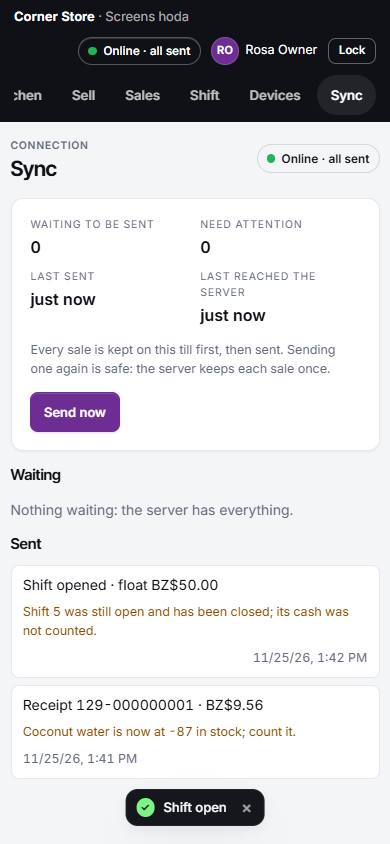 Corner Store · Screens hoda
Online · all sent
RO Rosa Owner Lock
chen Sell Sales Shift Devices Sync
CONNECTION
Sync
Online · all sent
WAITING TO BE SENT
0
NEED ATTENTION
0
LAST SENT
just now
LAST REACHED THE
SERVER
just now
Every sale is kept on this till first, then sent. Sending
one again is safe: the server keeps each sale once.
Send now
Waiting
Nothing waiting: the server has everything.
Sent
Shift opened · float BZ$50.00
Shift 5 was still open and has been closed; its cash was
not counted.
11/25/26, 1:42 PM
Receipt 129-000000001 · BZ$9.56
Coconut water is now at -87 in stock; count it.
11/25/26, 1:41 PM
Shift open ×